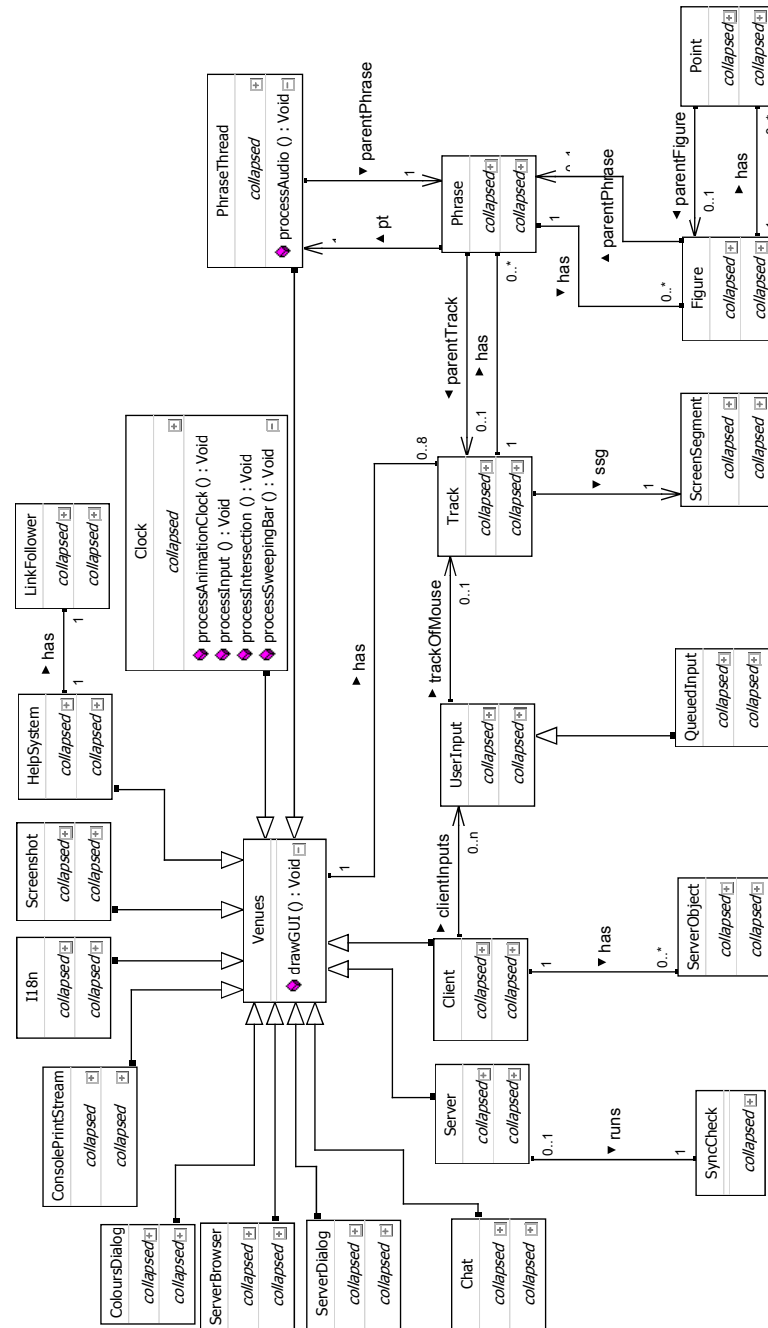 I18n
collapsed
collapsed
Screenshot
collapsed
collapsed
HelpSystem
collapsed
collapsed
1
▶ has
1
LinkFollower
collapsed
collapsed
ConsolePrintStream
collapsed
collapsed
ColoursDialog
collapsed
collapsed
ServerBrowser
collapsed
collapsed
ServerDialog
collapsed
collapsed
Chat
collapsed
collapsed
Clock
collapsed
processAnimationClock () : Void
processInput () : Void
processIntersection () : Void
processSweepingBar () : Void
PhraseThread
collapsed
processAudio () : Void
Venues
drawGUI () : Void
1
▶ has
0..8
◀ pt
▼ parentPhrase
1
Server
collapsed
collapsed
Client
collapsed
collapsed
▲ clientInputs
0..n
UserInput
collapsed
collapsed
▶ trackOfMouse
0..1
Track
collapsed
collapsed
▼ parentTrack
0..1
▶ has
1
0..*
Phrase
collapsed
collapsed
0..1
▼ runs
1
1
▼ has
0..*
▼ ssg
1
1
▼ has
0..*
▲ parentPhrase
SyncCheck
collapsed
ServerObject
collapsed
collapsed
QueuedInput
collapsed
collapsed
ScreenSegment
collapsed
collapsed
Figure
collapsed
collapsed
▼ parentFigure
0..1
▶ has
Point
collapsed
collapsed